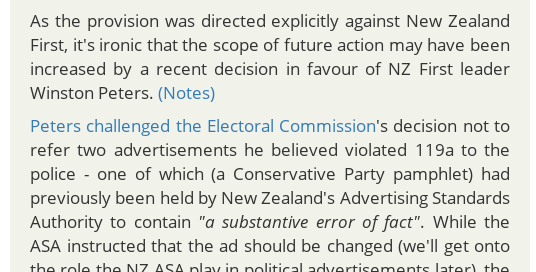 As the provision was directed explicitly against New Zealand
First, it's ironic that the scope of future action may have been
increased by a recent decision in favour of NZ First leader
Winston Peters. (Notes)
Peters challenged the Electoral Commission's decision not to
refer two advertisements he believed violated 119a to the
police - one of which (a Conservative Party pamphlet) had
previously been held by New Zealand's Advertising Standards
Authority to contain "a substantive error of fact". While the
ASA instructed that the ad should be changed (we'll get onto
the role the NZ ASA play in political advertisements later), the